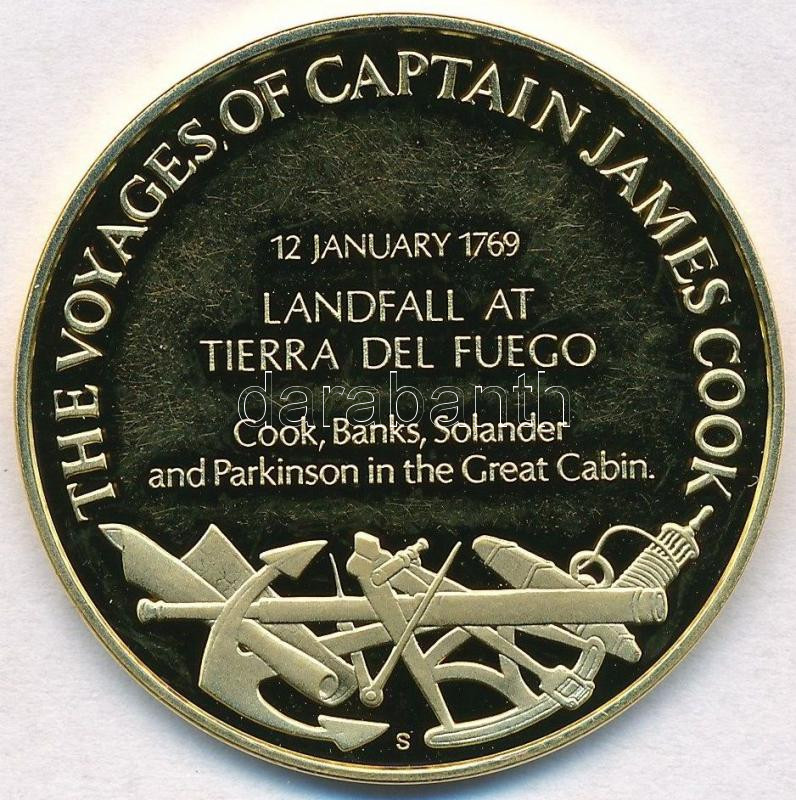 THE VOYAGES OF CAPTAIN JAMES COOK
12 JANUARY 1769
LANDFALL AT
TIERRA DEL FUEGO
darabanth
Cook, Banks, Solander
and Parkinson in the Great Cabin.
S